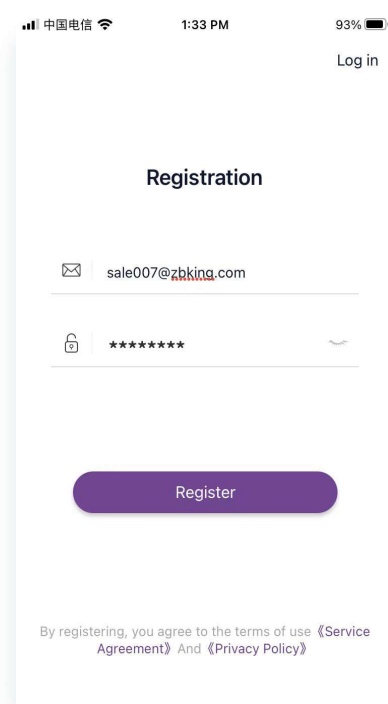 中国电信 1:33 PM 93%
Log in
Registration
sale007@zbking.com
********
Register
By registering, you agree to the terms of use《Service
Agreement》And《Privacy Policy》